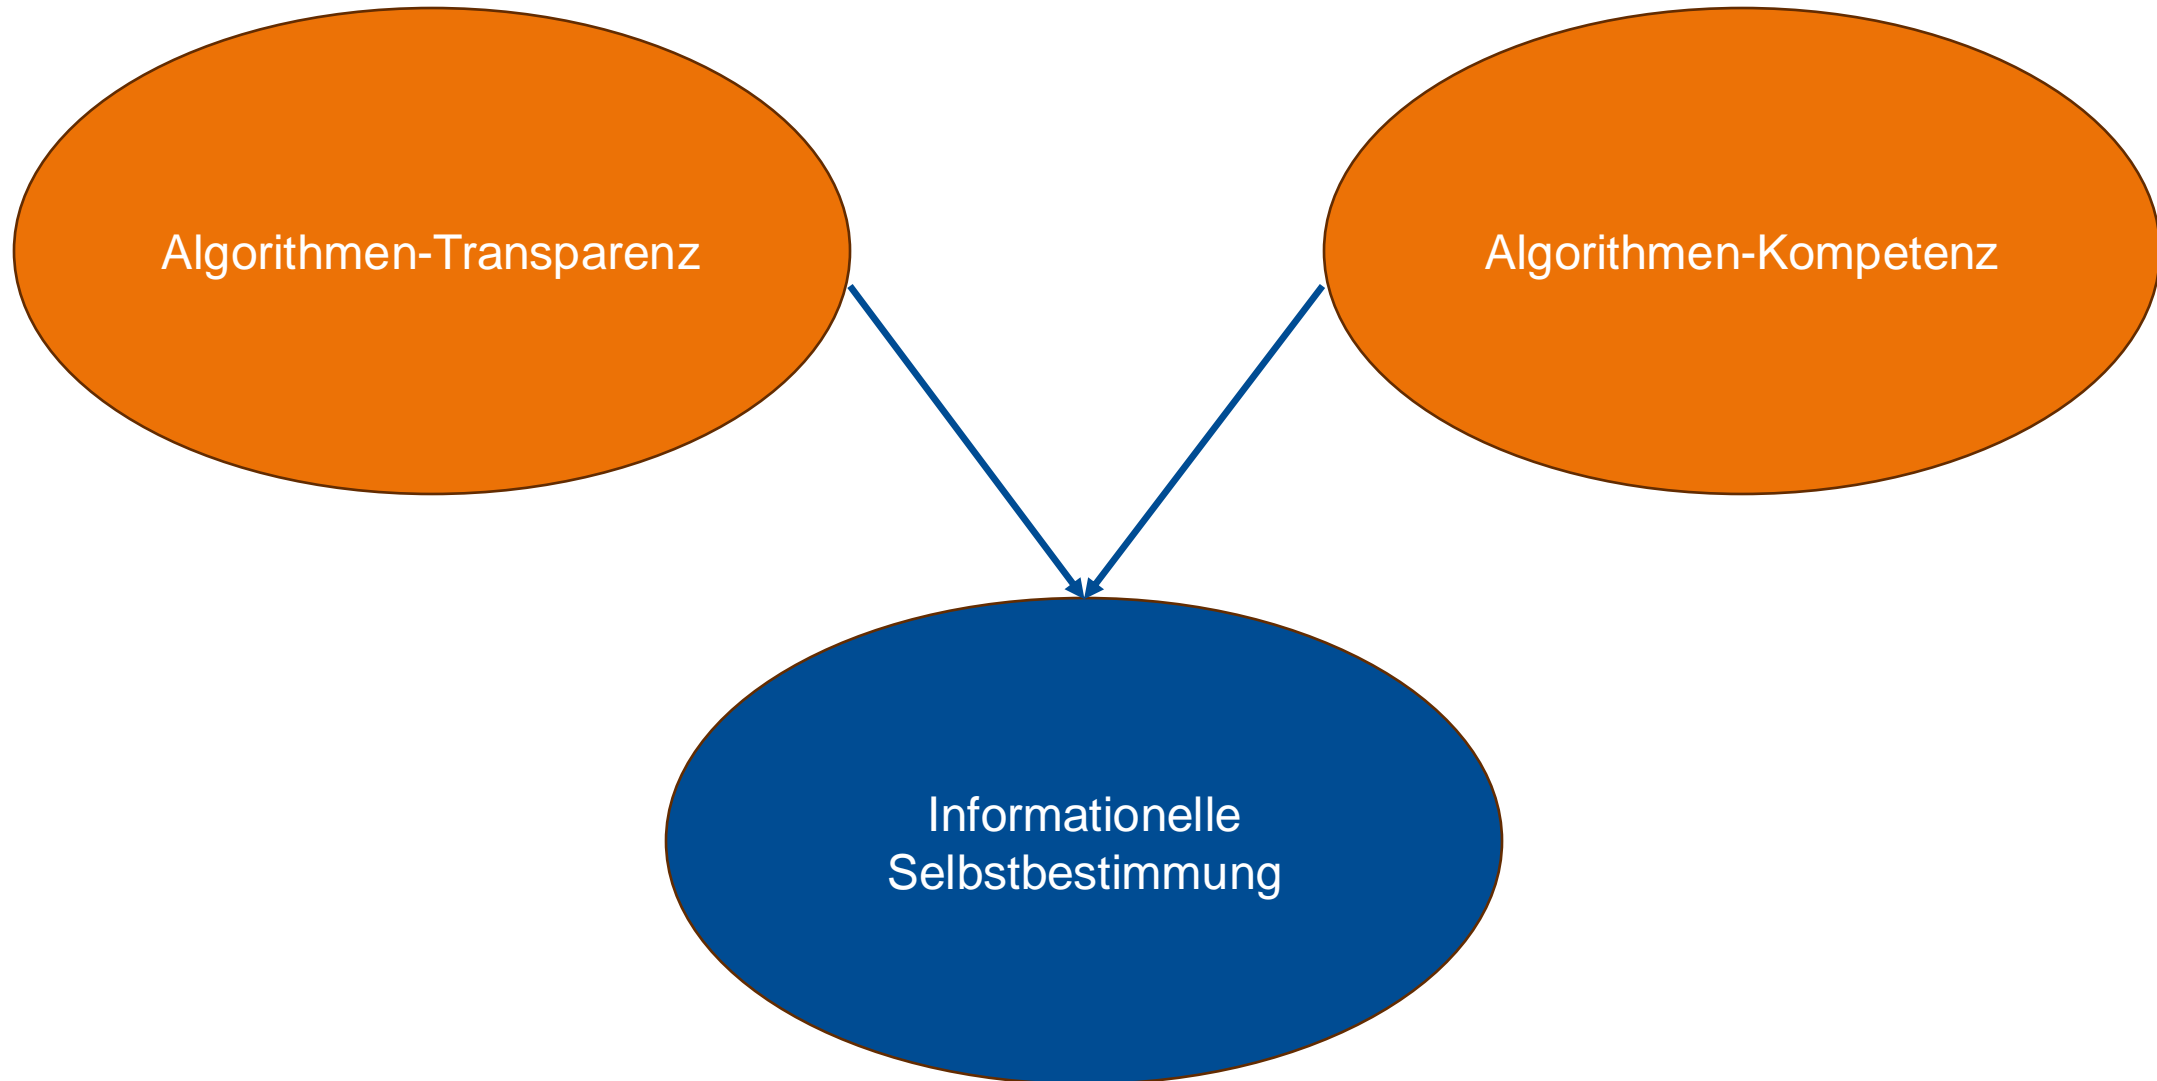 Algorithmen-Transparenz
Algorithmen-Kompetenz
Informationelle
Selbstbestimmung